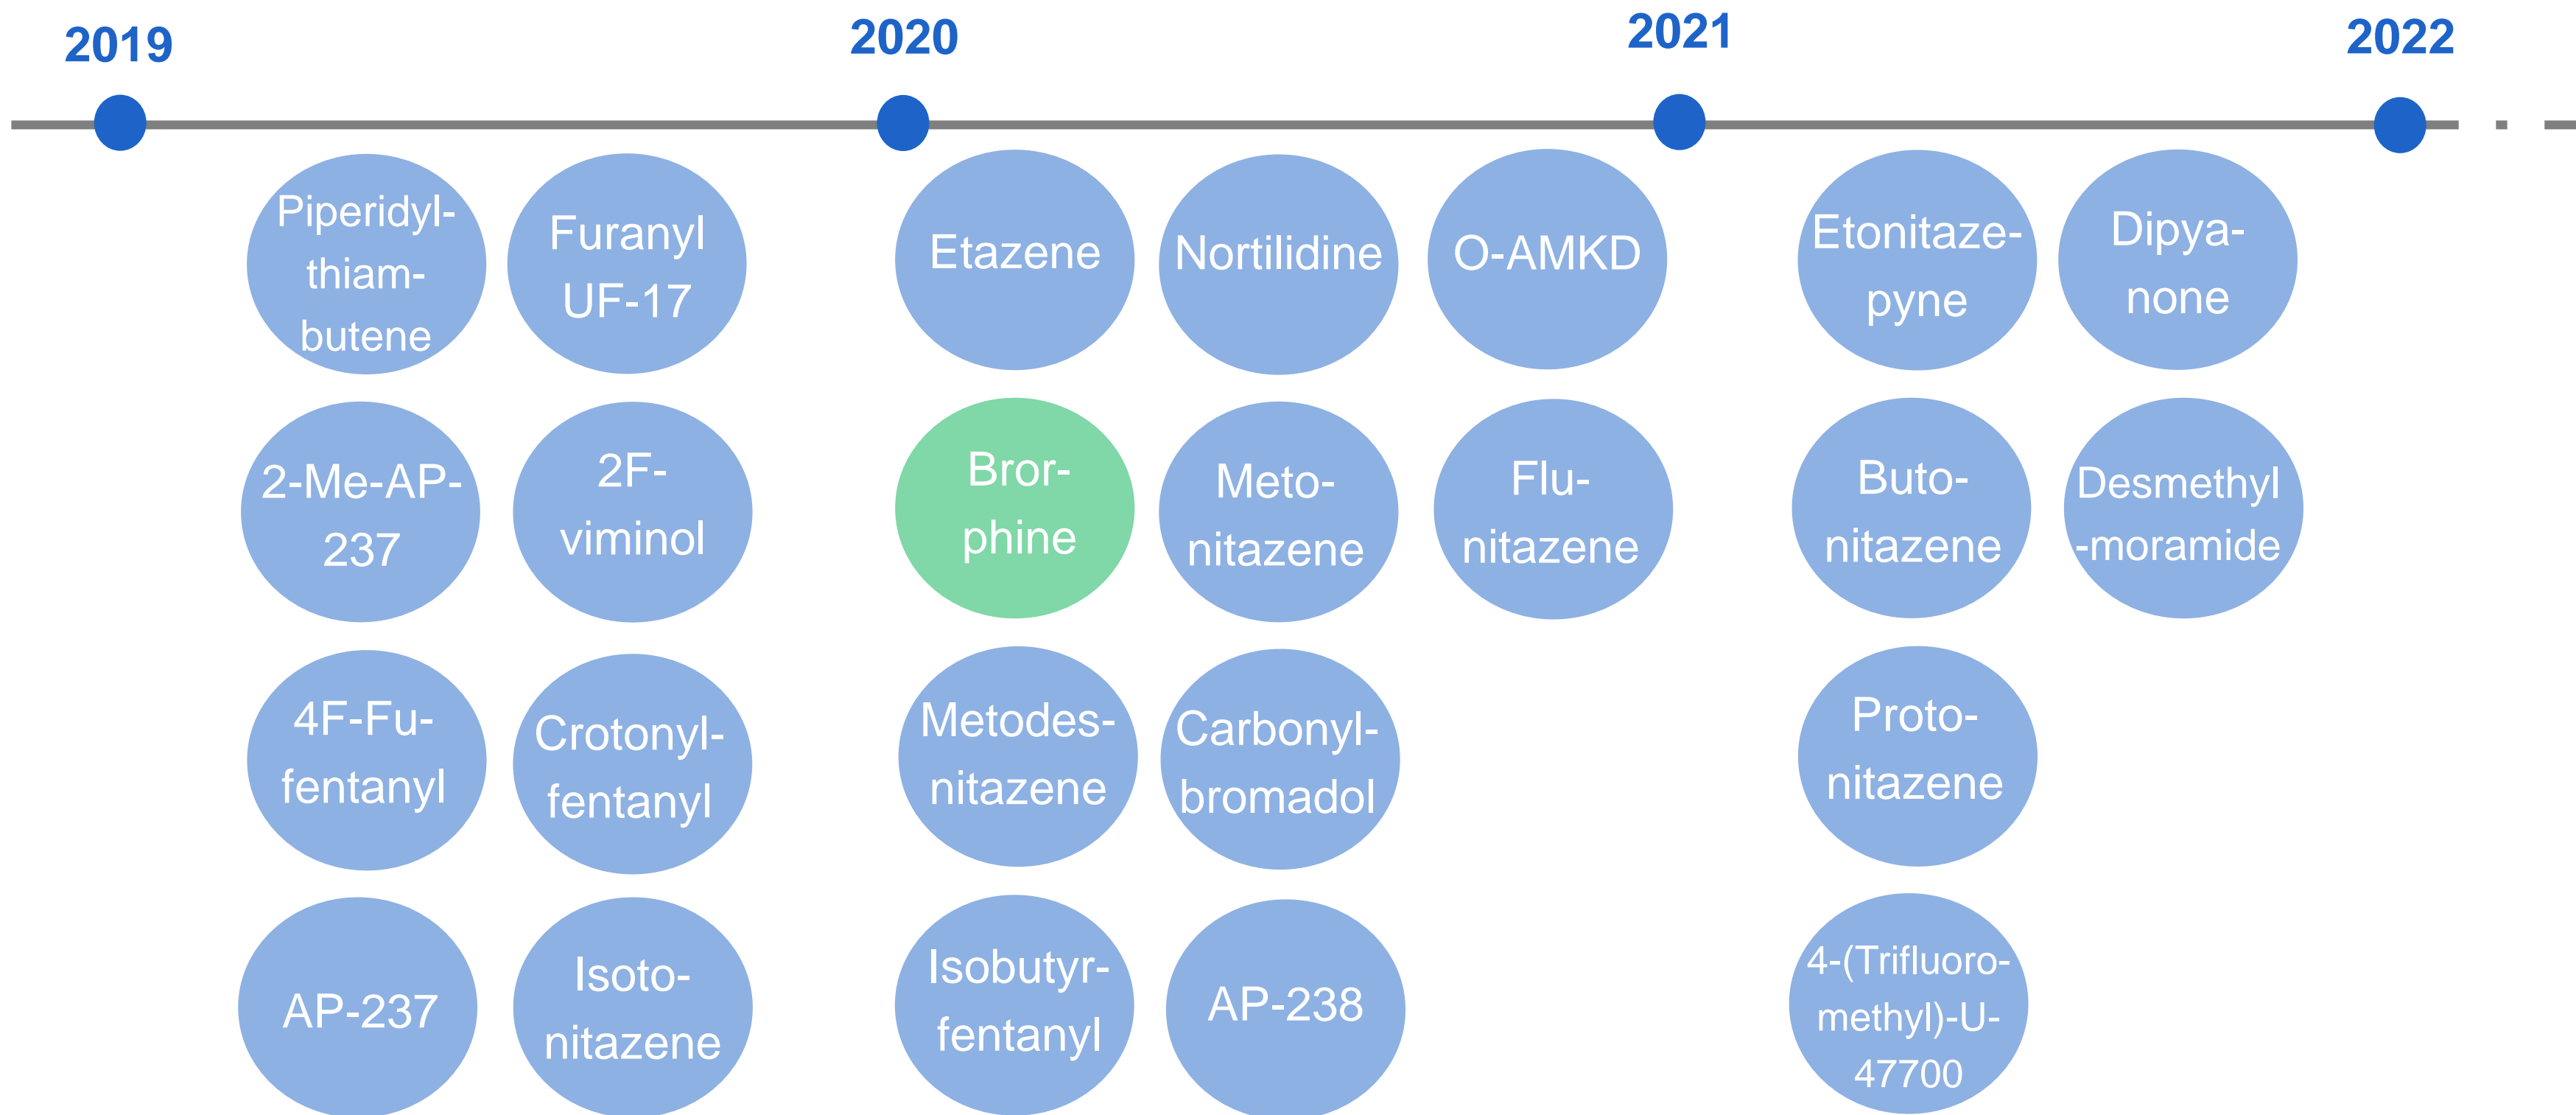 2019
2020
2021
2022
Piperidyl-
thiam-
butene
Furanyl
UF-17
Etazene
Nortilidine
O-AMKD
Etonitaze-
pyne
Dipya-
none
2-Me-AP-
237
2F-
viminol
Bror-
phine
Meto-
nitazene
Flu-
nitazene
Buto-
nitazene
Desmethyl
-moramide
4F-Fu-
fentanyl
Crotonyl-
fentanyl
Metodes-
nitazene
Carbonyl-
bromadol
Proto-
nitazene
AP-237
Isoto-
nitazene
Isobutyr-
fentanyl
AP-238
4-(Trifluoro-
methyl)-U-
47700